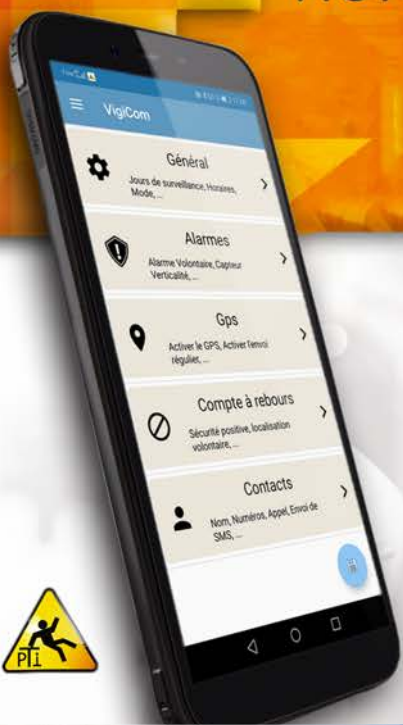 VigiCom
Général
Jours de surveillance, Horaires,
Mode, ...
Alarmes
Alarme Volontaire, Capteur
Verticalité, ...
Gps
Activer le GPS, Activer l'envoi
régulier, ...
Compte à rebours
Sécurité positive, localisation
volontaire, ...
Contacts
Nom, Numéros, Appel, Envoi de
SMS, ...
PTi